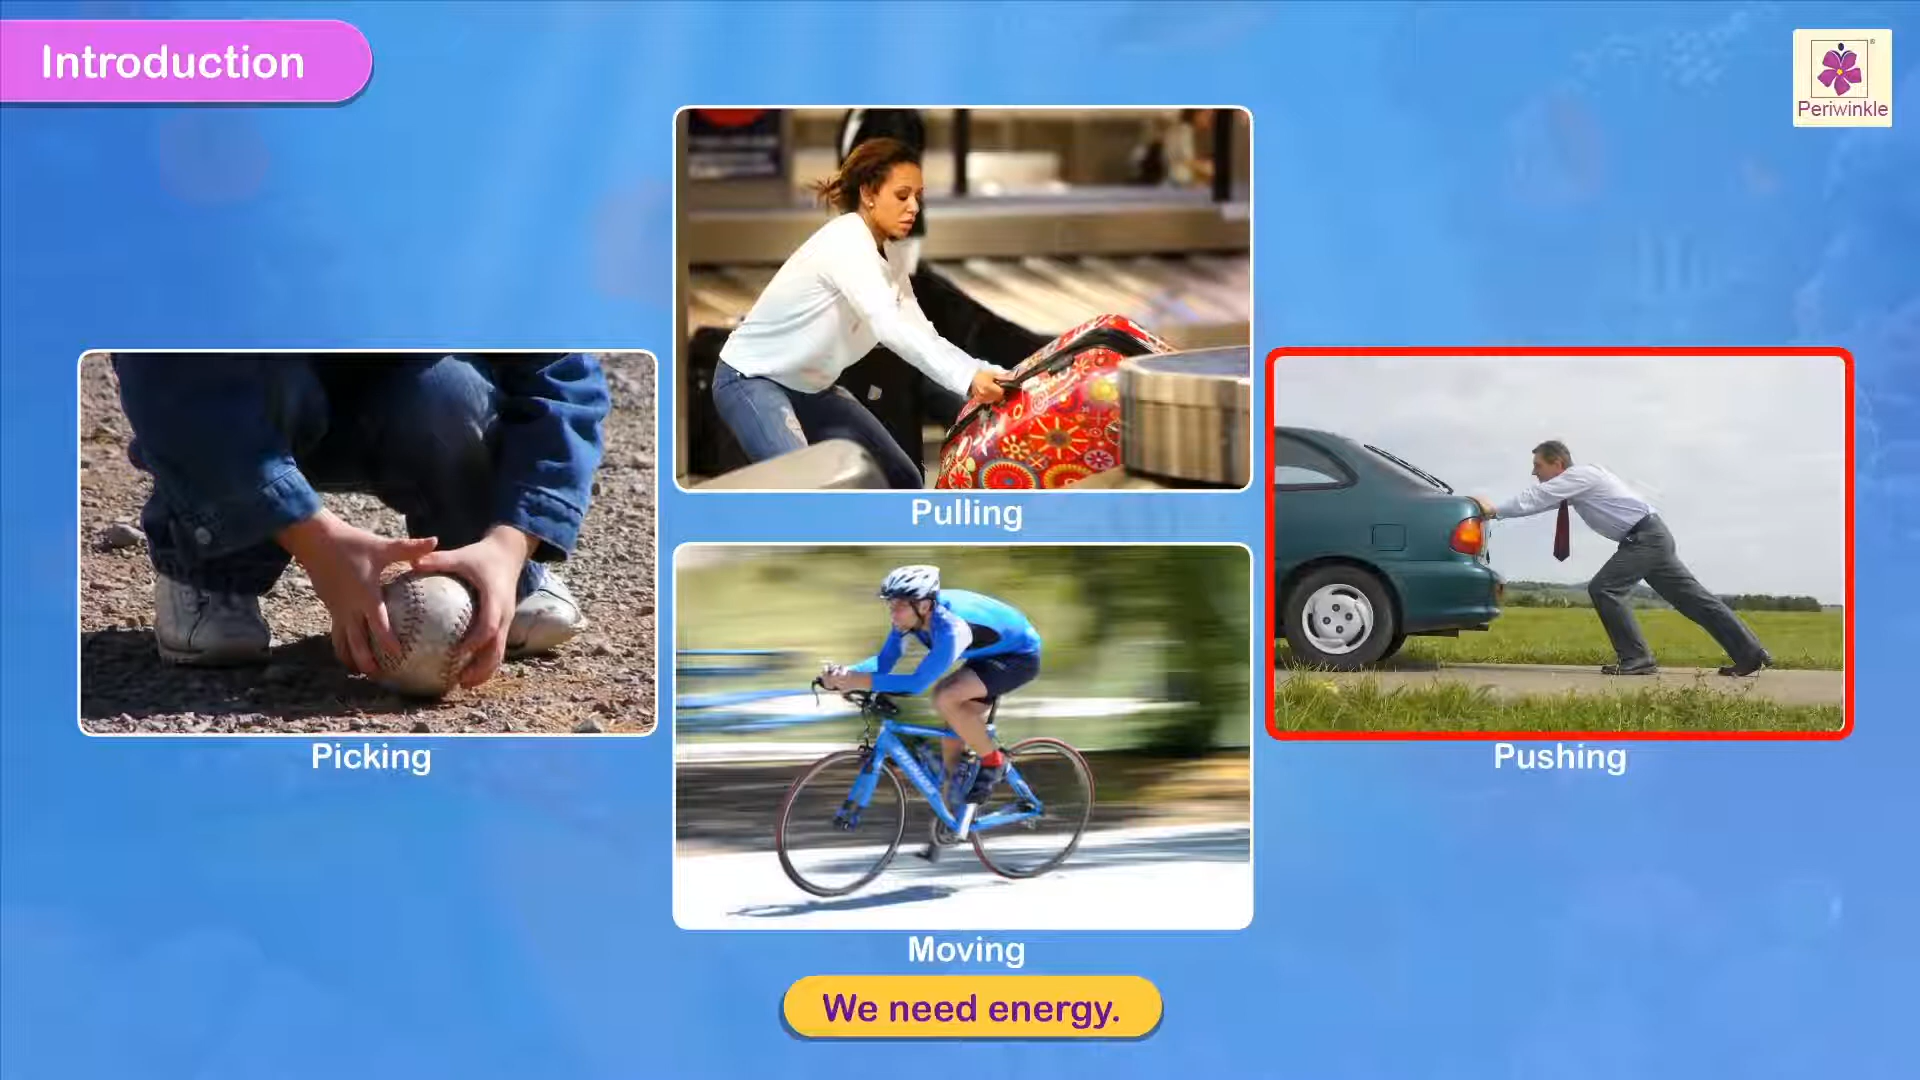 Introduction
Periwinkle
Pulling
Picking
Pushing
Moving
We need energy.